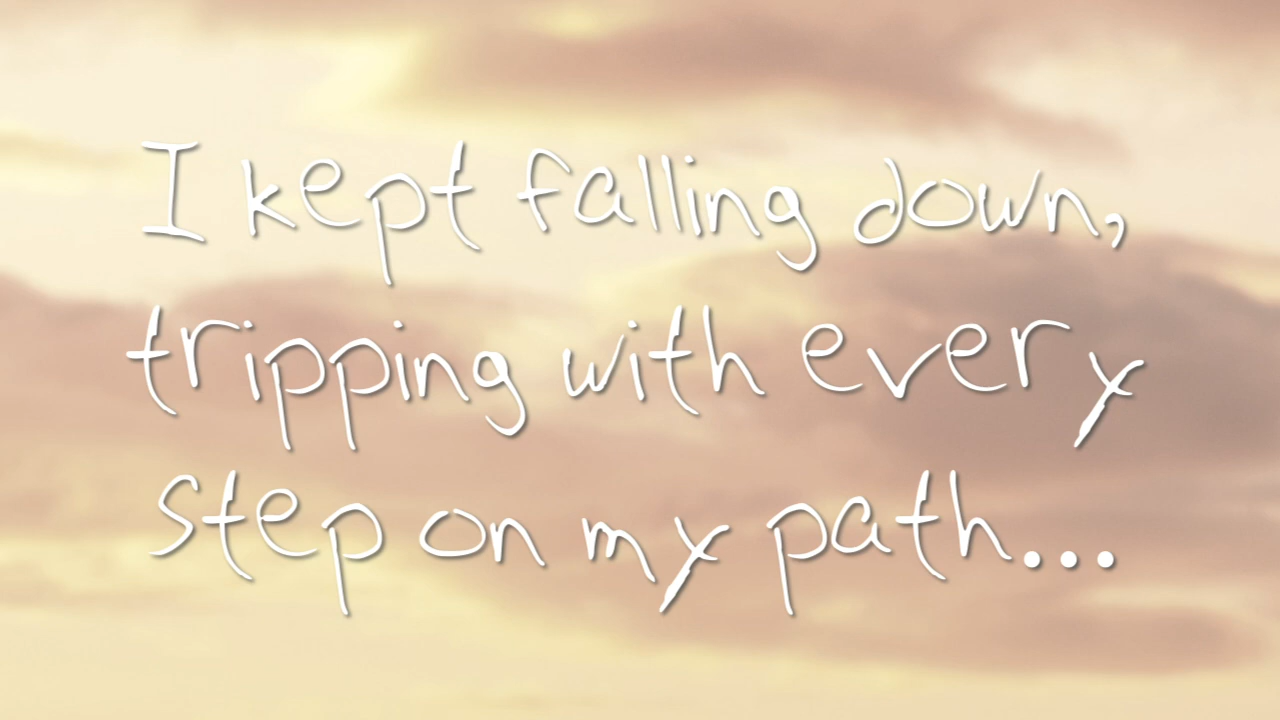 I kept falling down,
tripping with every
step on my path...